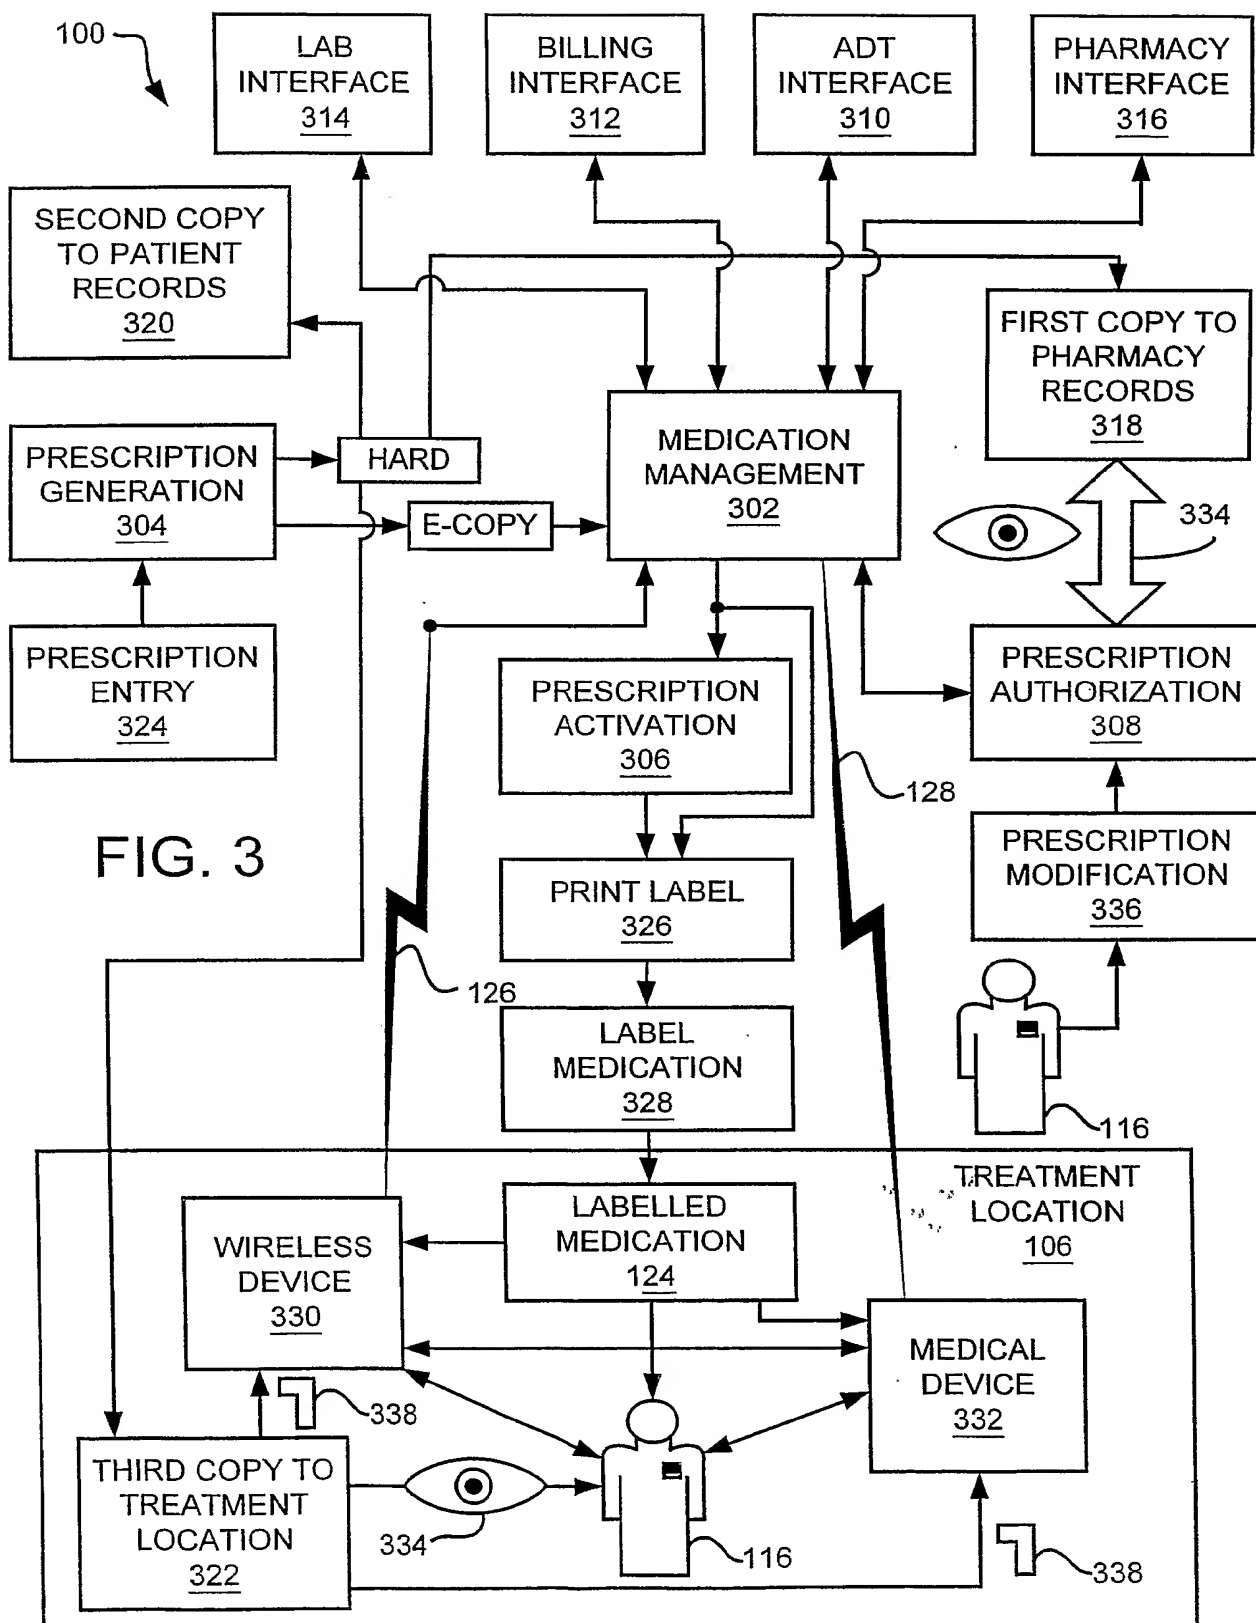 100
LAB
INTERFACE
314
BILLING
INTERFACE
312
ADT
INTERFACE
310
PHARMACY
INTERFACE
316
SECOND COPY
TO PATIENT
RECORDS
320
FIRST COPY TO
PHARMACY
RECORDS
318
PRESCRIPTION
GENERATION
304
HARD
E-COPY
MEDICATION
MANAGEMENT
302
334
PRESCRIPTION
ENTRY
324
PRESCRIPTION
ACTIVATION
306
PRESCRIPTION
AUTHORIZATION
308
128
FIG. 3
PRINT LABEL
326
PRESCRIPTION
MODIFICATION
336
126
LABEL
MEDICATION
328
116
TREATMENT
LOCATION
106
WIRELESS
DEVICE
330
LABELLED
MEDICATION
124
MEDICAL
DEVICE
332
338
THIRD COPY TO
TREATMENT
LOCATION
322
334
116
338